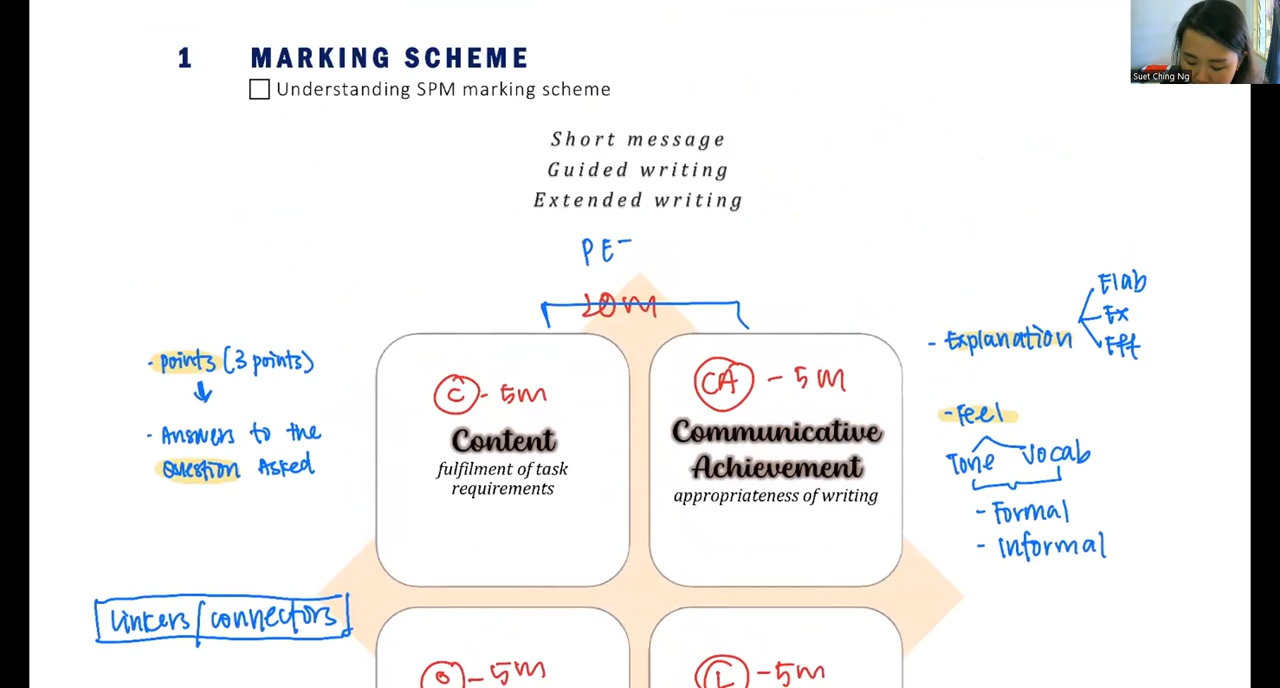 1 MARKING SCHEME
Understanding SPM marking scheme
Suet Ching Ng
Short message
Guided writing
Extended writing
PE-
20m
- points (3 points)
- Answers to the
question Asked
C - 5m
Content
fulfilment of task
requirements
CA - 5m
Communicative
Achievement
appropriateness of writing
- Explanation
Elab
Ex
Eff
- Feel
Tone Vocab
- Formal
- Informal
linkers/connectors
O - 5m
L - 5m